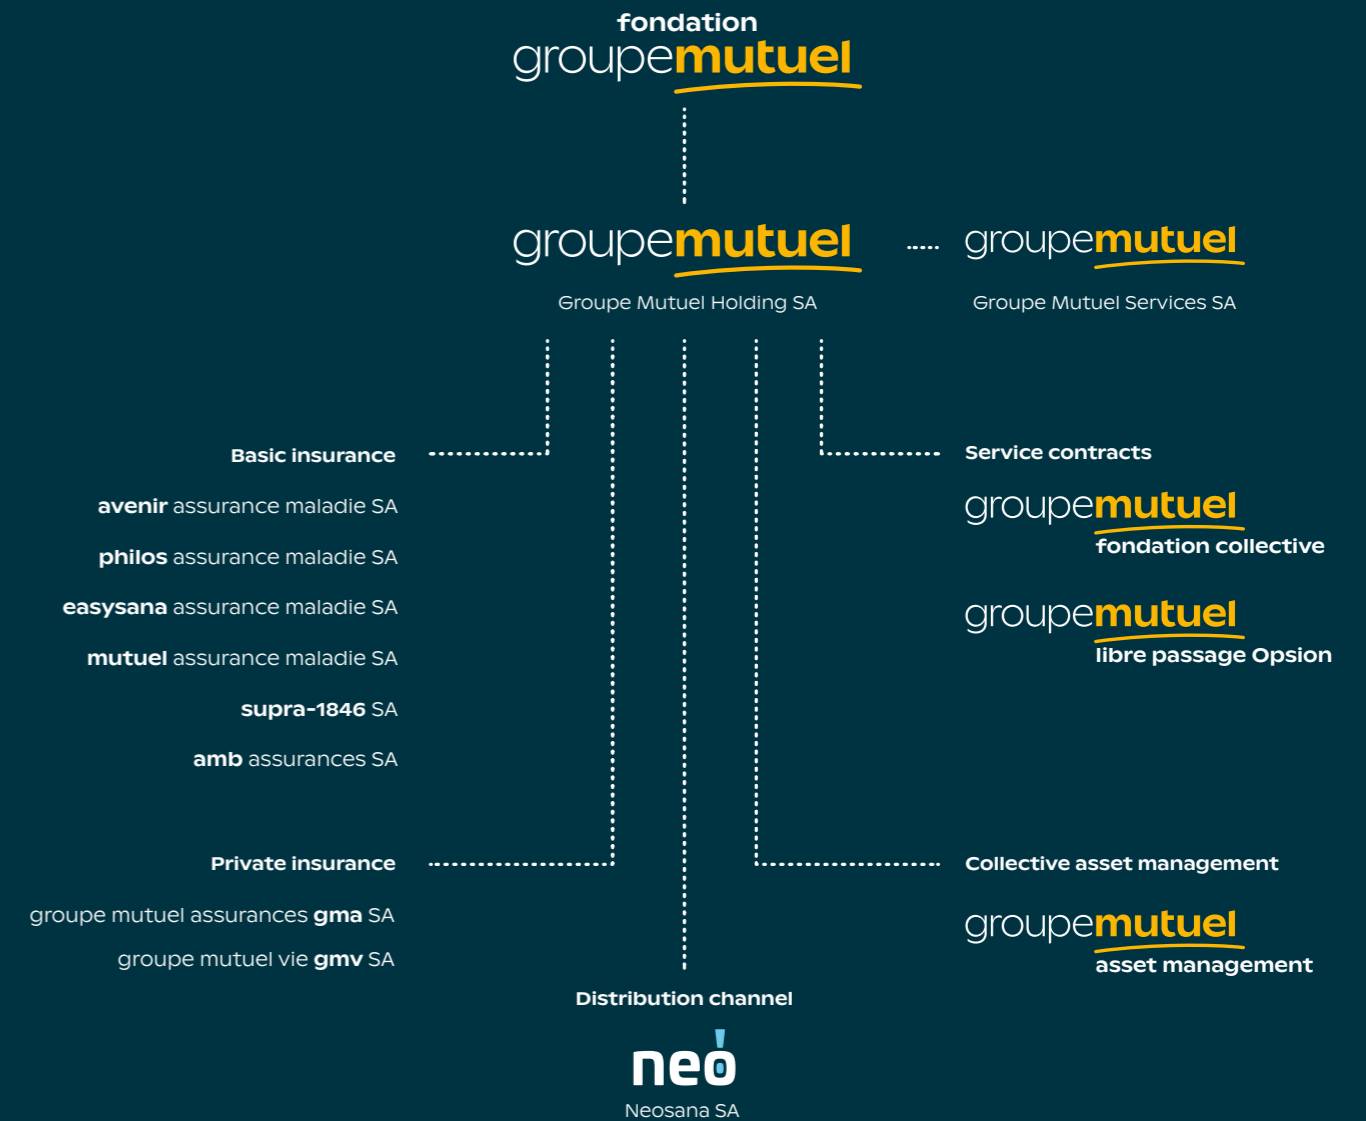 fondation
groupemutuel
groupemutuel
Groupe Mutuel Holding SA
groupemutuel
Groupe Mutuel Services SA
Basic insurance
avenir assurance maladie SA
philos assurance maladie SA
easysana assurance maladie SA
mutuel assurance maladie SA
supra-1846 SA
amb assurances SA
Service contracts
groupemutuel
fondation collective
groupemutuel
libre passage Opsion
Private insurance
groupe mutuel assurances gma SA
groupe mutuel vie gmv SA
Collective asset management
groupemutuel
asset management
Distribution channel
neo
Neosana SA